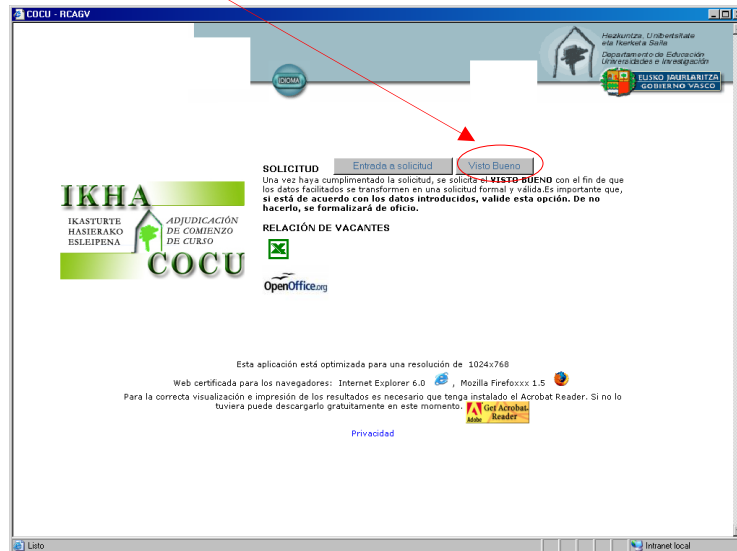 COCU - RCAGV
Hezkuntza, Unibertsitate
eta Ikerketa Saila
Departamento de Educación
Universidades e Investigación
EUSKO JAURLARITZA
GOBIERNO VASCO
IDIOMA
SOLICITUD Entrada a solicitud Visto Bueno
Una vez haya cumplimentado la solicitud, se solicita el VISTO BUENO con el fin de que
los datos facilitados se transformen en una solicitud formal y válida.Es importante que,
si está de acuerdo con los datos introducidos, valide esta opción. De no
hacerlo, se formalizará de oficio.
RELACIÓN DE VACANTES
OpenOffice.org
IKHA
IKASTURTE
HASIERAKO
ESLEIPENA
ADJUDICACIÓN
DE COMIENZO
DE CURSO
COCU
Esta aplicación está optimizada para una resolución de 1024x768
Web certificada para los navegadores: Internet Explorer 6.0 , Mozilla Firefoxxx 1.5
Para la correcta visualización e impresión de los resultados es necesario que tenga instalado el Acrobat Reader. Si no lo
tuviera puede descargarlo gratuitamente en este momento. Get Acrobat
Adobe Reader
Privacidad
Listo
Intranet local